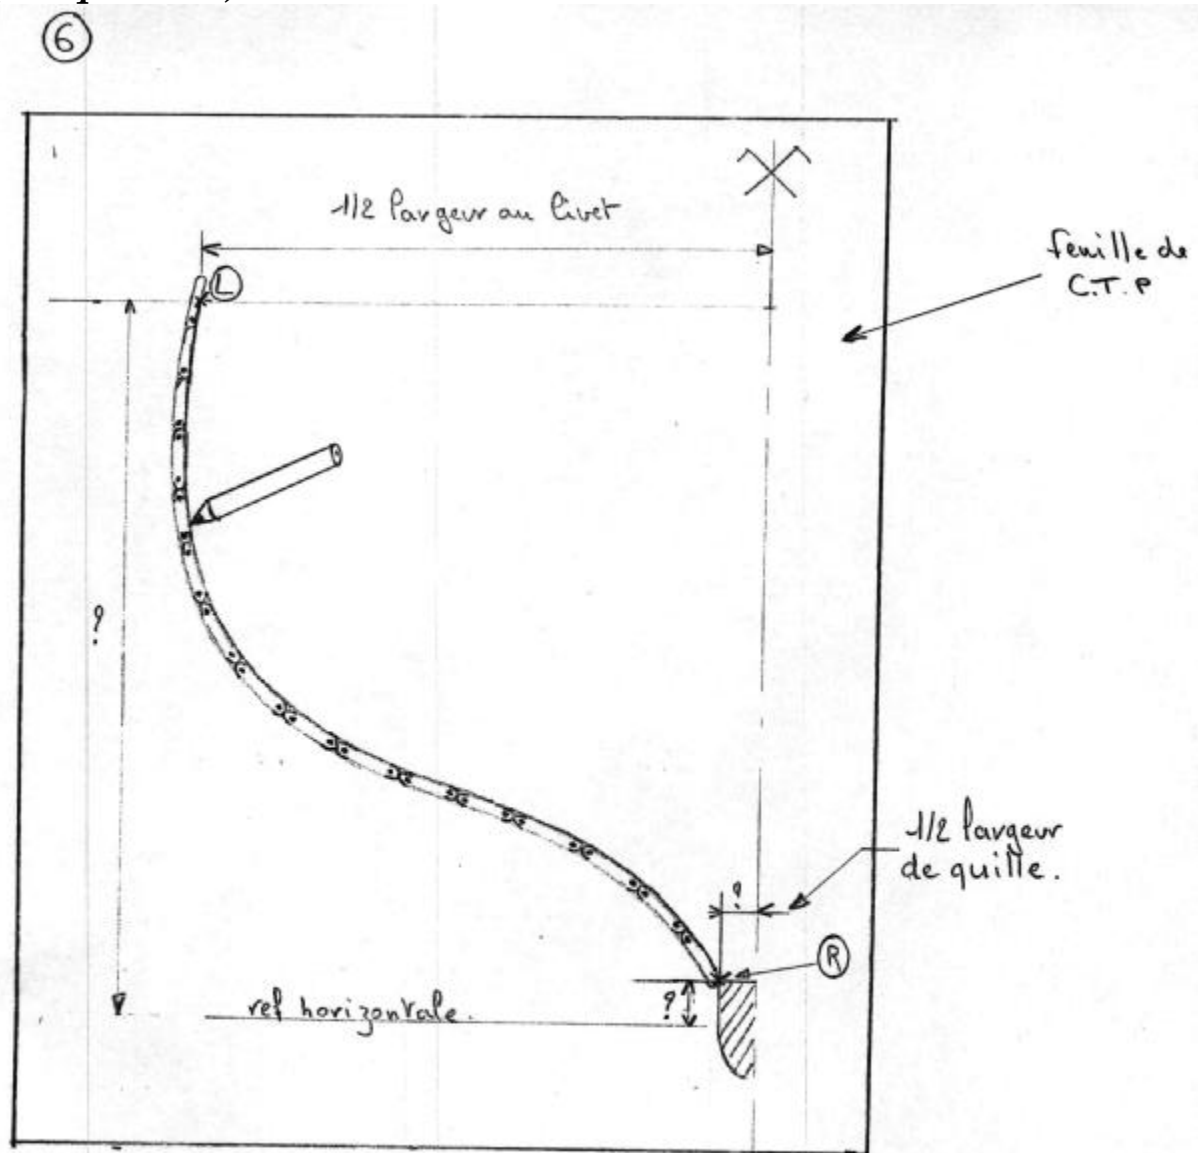 6
1/2 largeur au livet
L
feuille de
C.T.P
?
1/2 largeur
de quille.
?
R
?
ref horizontale.